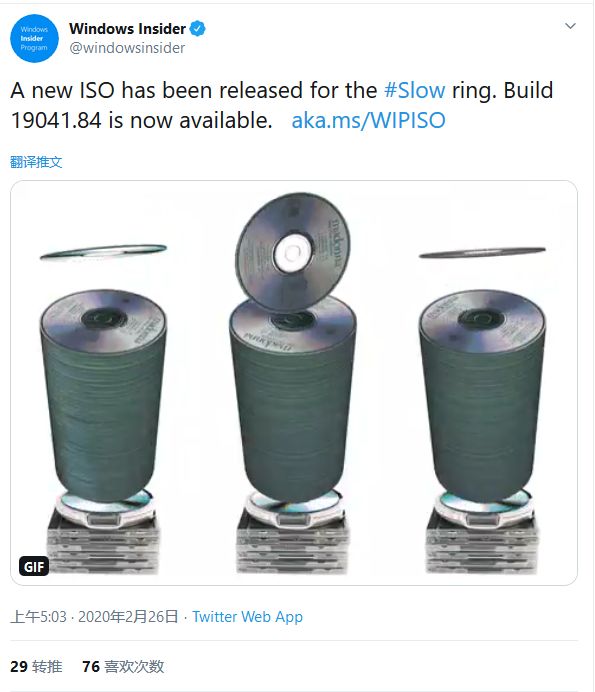 Windows
Insider
Program
Windows Insider
@windowsinsider
A new ISO has been released for the #Slow ring. Build
19041.84 is now available. aka.ms/WIPISO
翻译推文
madonna
madonna
GIF
上午5:03 · 2020年2月26日 · Twitter Web App
29 转推 76 喜欢次数